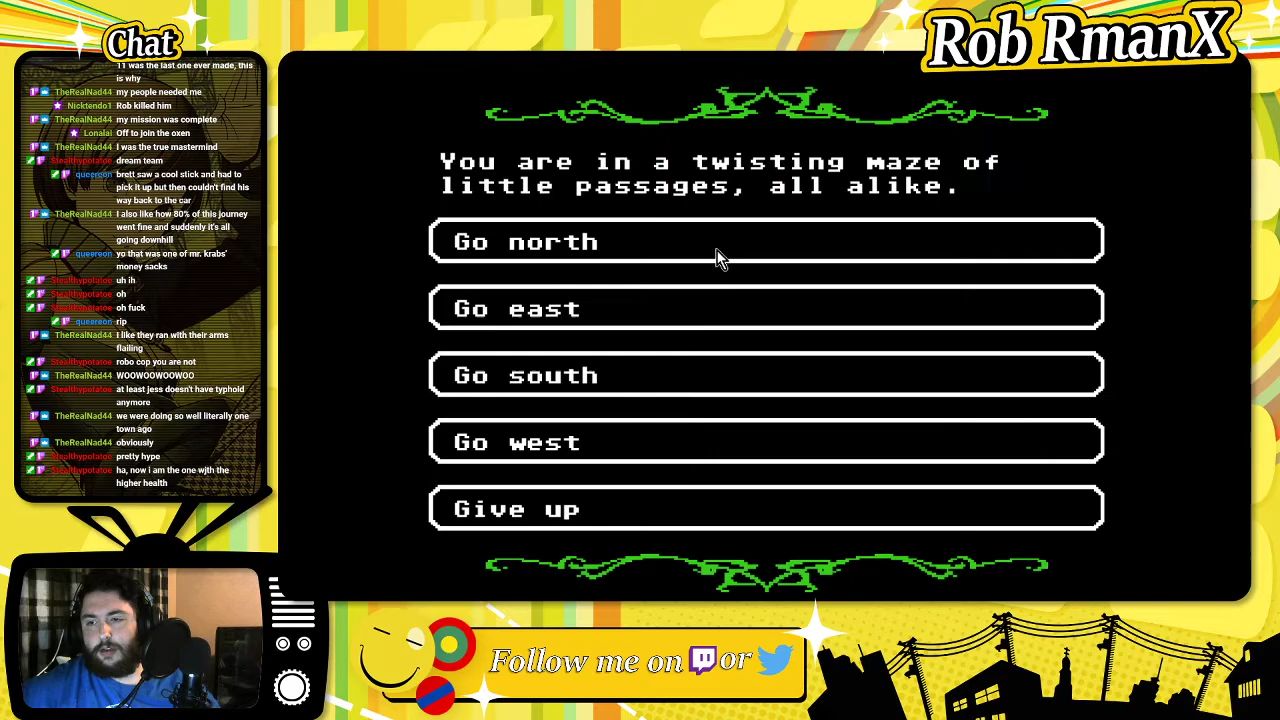 Chat
Rob RmanX
11 was the last one ever made, this
is why
TheRealNad44 my people needed me
Nicktendo1 Rob killed him
TheRealNad44 my mission was complete
Lonalai Off to join the oxen
TheRealNad44 I was the true mastermind
Stealthypotatoe dream team
queereon brett saw a cool stick and had to
pick it up but then couldn't find his
way back to the car
TheRealNad44 I also like how 80% of this journey
went fine and suddenly it's all
going downhill
queereon yo that was one of mr. krabs'
money sacks
Stealthypotatoe uh ih
Stealthypotatoe oh
Stealthypotatoe oh fuck
queereon rip
TheRealNad44 I like they ran with their arms
flailing
Stealthypotatoe robo cop you are not
TheRealNad44 WOOWOOWOOWOO
Stealthypotatoe at least jess doesn't have typhoid
anymore
TheRealNad44 we were doing so well literally one
town ago
TheRealNad44 obviously
Stealthypotatoe pretty hype
Stealthypotatoe ha, now i am the one with the
higher health
You are in a twisting maze of
little passages, all alike.
Go north
Go east
Go south
Go west
Give up
Follow me on or